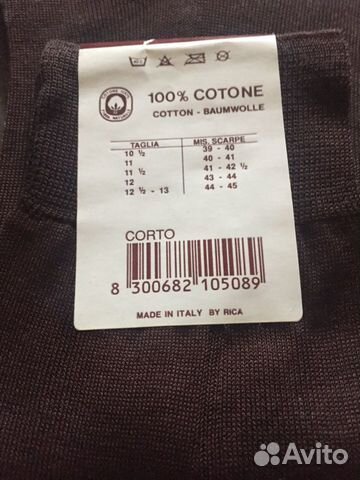 100% COTONE
COTTON - BAUMWOLLE
TAGLIA MIS. SCARPE
10 ½ 39 - 40
11 40 - 41
11 ½ 41 - 42 ½
12 43 - 44
12 ½ - 13 44 - 45
CORTO
8 300682 105089
MADE IN ITALY BY RICA
Avito